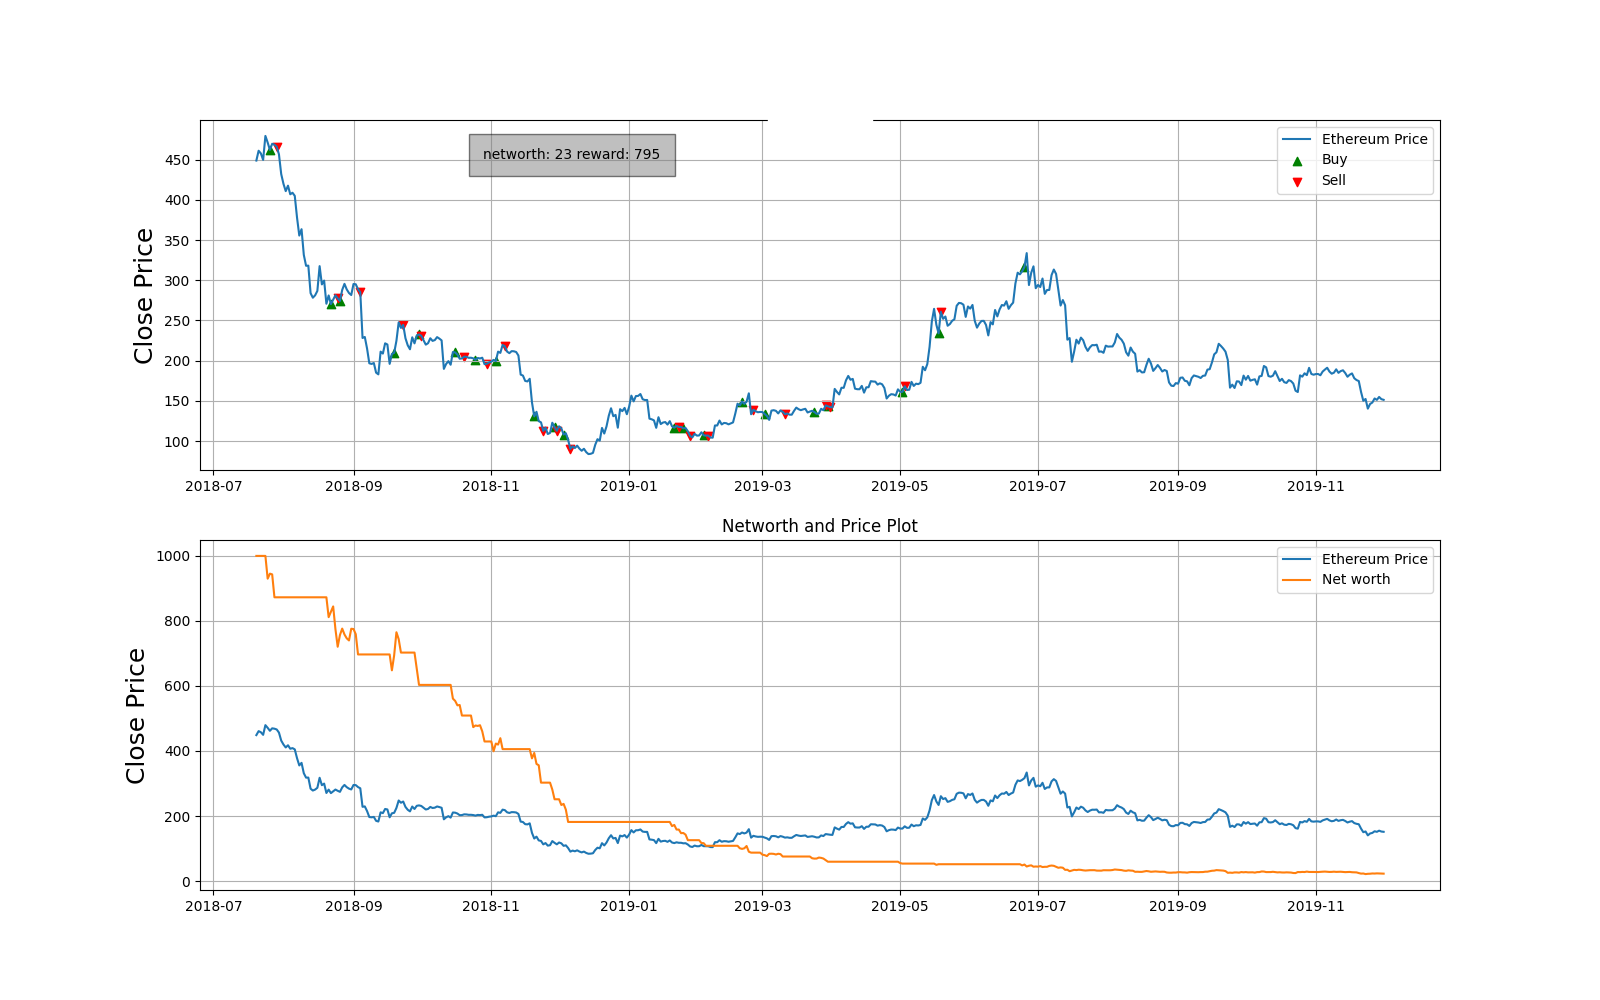 networth: 23 reward: 795
Ethereum Price
Buy
Sell
Close Price
450
400
350
300
250
200
150
100
2018-07 2018-09 2018-11 2019-01 2019-03 2019-05 2019-07 2019-09 2019-11
Networth and Price Plot
Ethereum Price
Net worth
Close Price
1000
800
600
400
200
0
2018-07 2018-09 2018-11 2019-01 2019-03 2019-05 2019-07 2019-09 2019-11